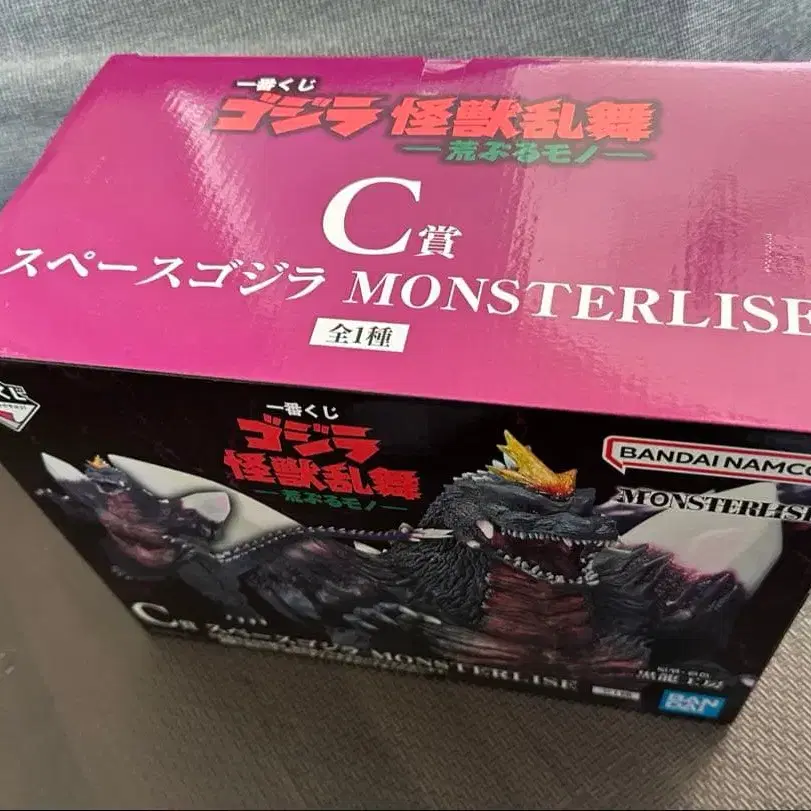 一番くじ
ゴジラ 怪獣乱舞
―荒ぶるモノ―
C賞
スペースゴジラ MONSTERLISE
全1種
一番くじ
ゴジラ
怪獣乱舞
―荒ぶるモノ―
BANDAI NAMCO
MONSTERLISE
C賞 スペースゴジラ MONSTERLISE
BAN
DAI